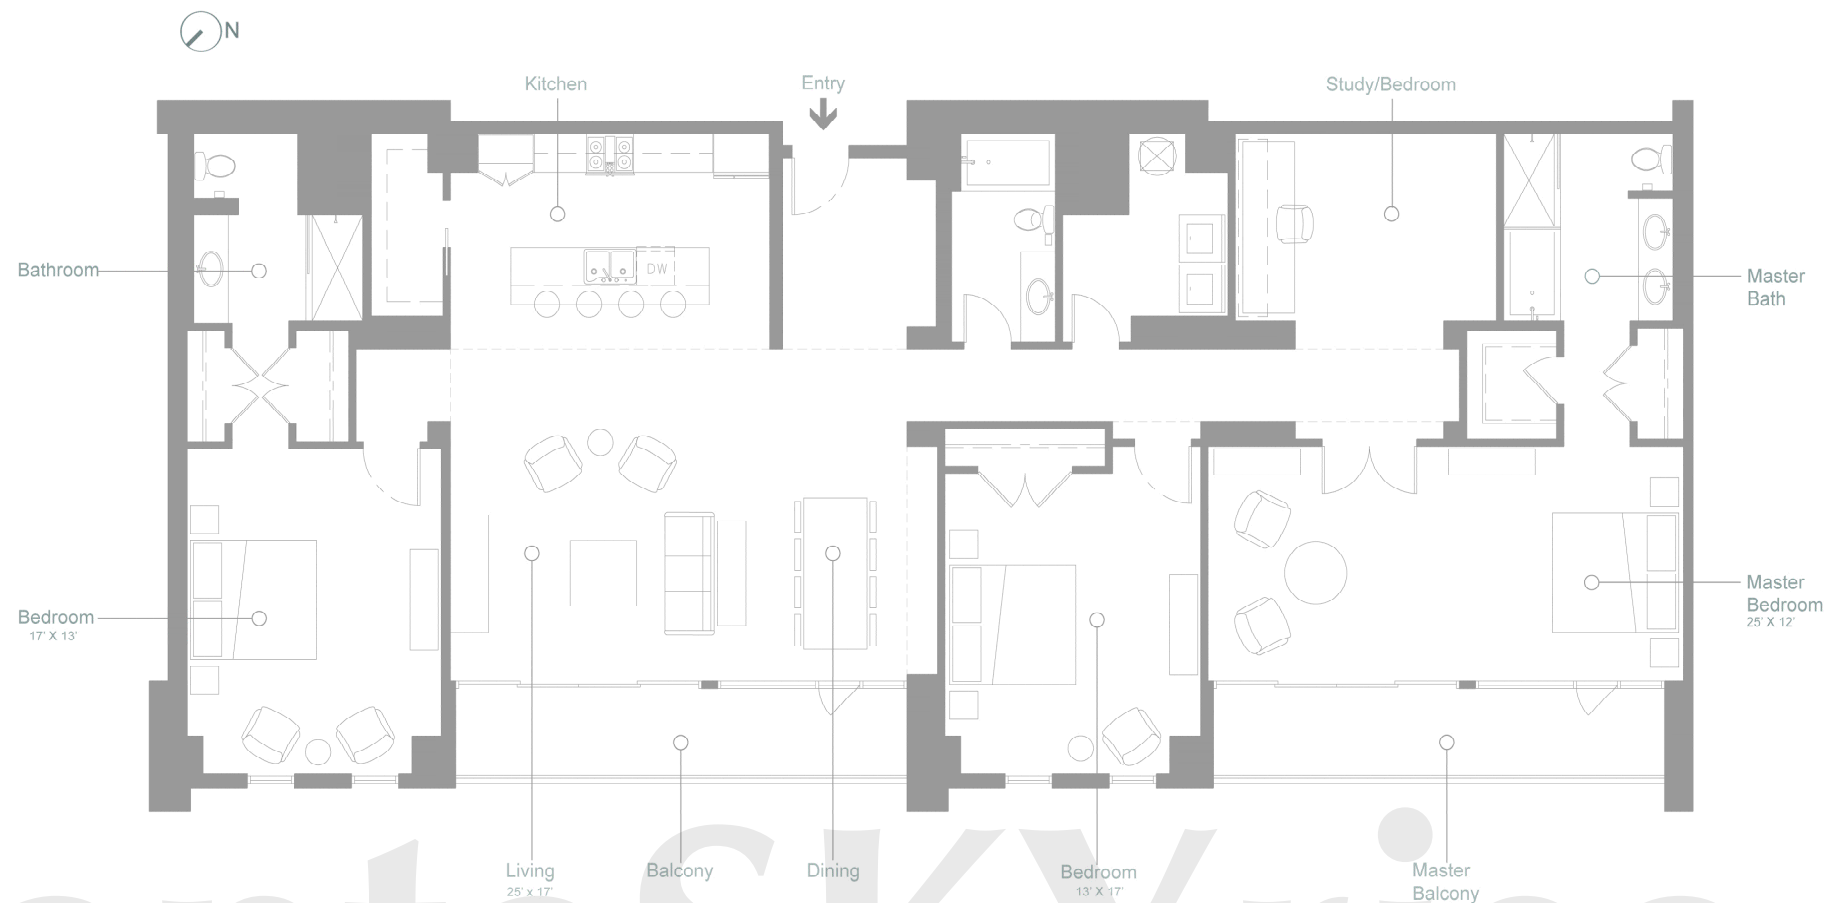 N
Kitchen
Entry
Study/Bedroom
DW
Bathroom
Master
Bath
Bedroom
17' X 13'
Master
Bedroom
25' X 12'
Living
25' x 17'
Balcony
Dining
Bedroom
13' X 17'
Master
Balcony